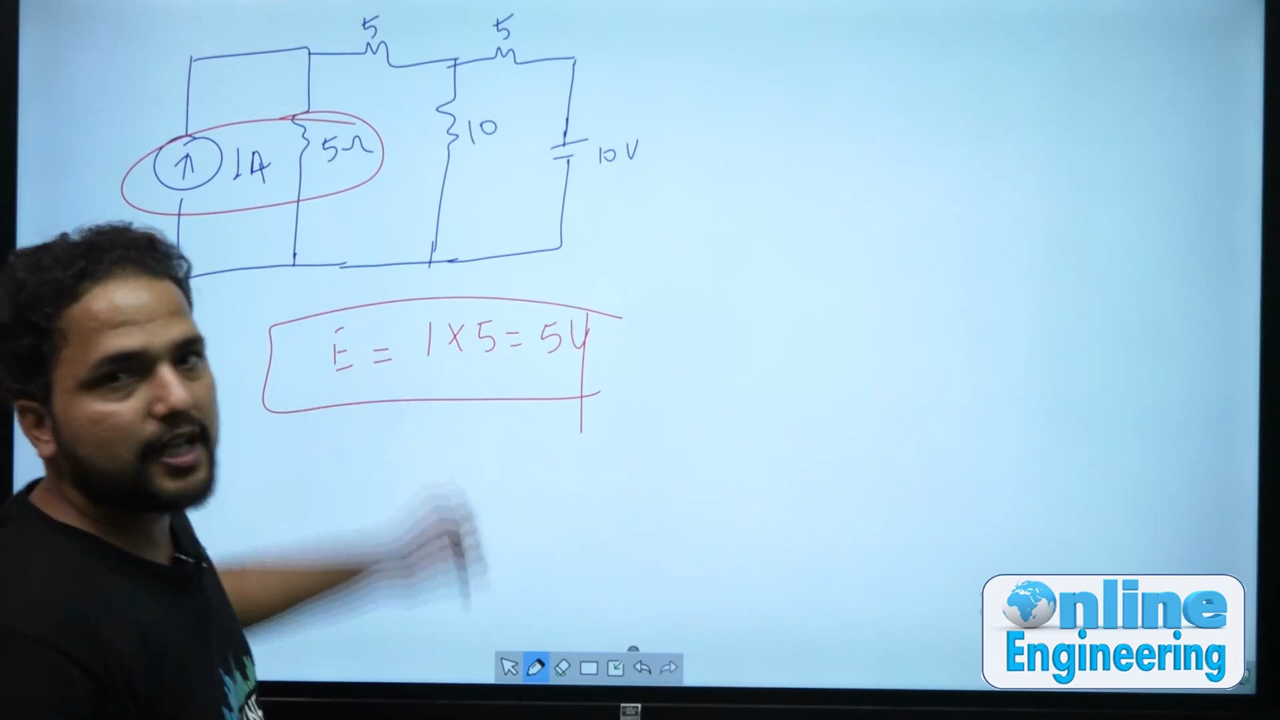 5
5
1A
5Ω
10
10V
E = 1 x 5 = 5V
Online
Engineering